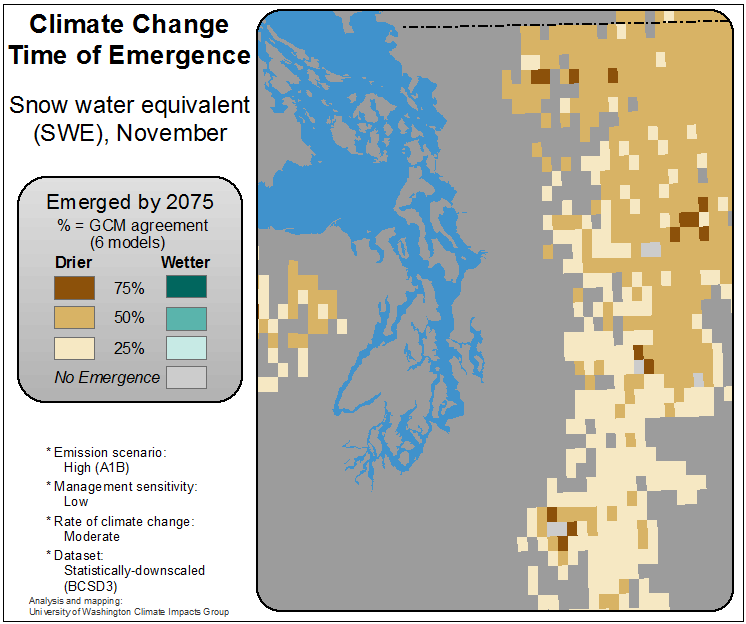 Climate Change
Time of Emergence
Snow water equivalent
(SWE), November
Emerged by 2075
% = GCM agreement
(6 models)
Drier Wetter
75%
50%
25%
No Emergence
* Emission scenario:
High (A1B)
* Management sensitivity:
Low
* Rate of climate change:
Moderate
* Dataset:
Statistically-downscaled
(BCSD3)
Analysis and mapping:
University of Washington Climate Impacts Group